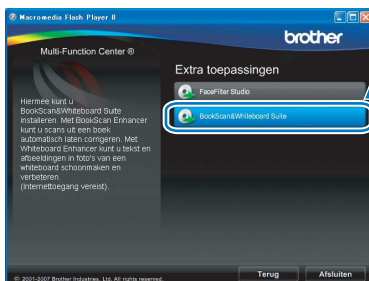 Macromedia Flash Player 8
brother
Multi-Function Center ®
Extra toepassingen
FaceFilter Studio
BookScan&Whiteboard Suite
Hiermee kunt u
BookScan&Whiteboard Suite
installeren. Met BookScan Enhancer
kunt u scans uit een boek
automatisch laten corrigeren. Met
Whiteboard Enhancer kunt u tekst en
afbeeldingen in foto's van een
whiteboard schoonmaken en
verbeteren.
(Internettoegang vereist).
© 2001-2007 Brother Industries, Ltd. All rights reserved.
Terug
Afsluiten